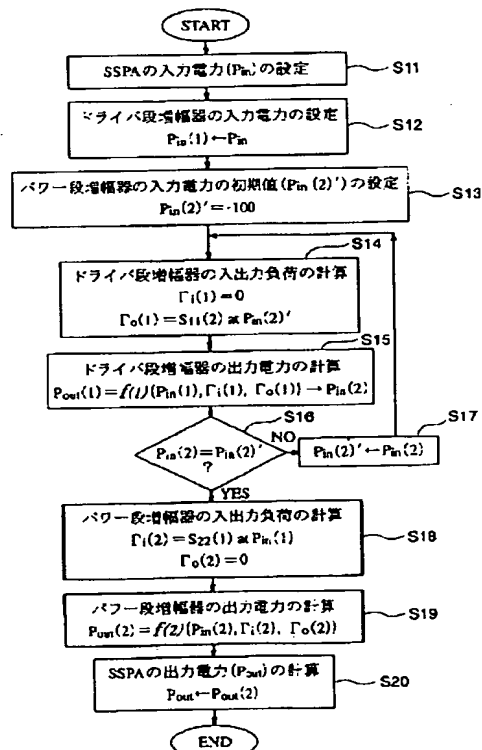 START
SSPAの入力電力(Pin)の設定
S11
ドライバ段増幅器の入力電力の設定
Pin(1)←Pin
S12
パワー段増幅器の入力電力の初期値(Pin(2)')の設定
Pin(2)'=-100
S13
S14
ドライバ段増幅器の入出力負荷の計算
Γi(1)=0
Γo(1)=S11(2) at Pin(2)'
S15
ドライバ段増幅器の出力電力の計算
Pout(1)=f(1){Pin(1),Γi(1), Γo(1)}→Pin(2)
S16
Pin(2)=Pin(2)'
?
NO
S17
Pin(2)'←Pin(2)
YES
パワー段増幅器の入出力負荷の計算
Γi(2)=S22(1) at Pin(1)
Γo(2)=0
S18
パワー段増幅器の出力電力の計算
Pout(2)=f(2){Pin(2),Γi(2), Γo(2)}
S19
SSPAの出力電力(Pout)の計算
Pout←Pout(2)
S20
END